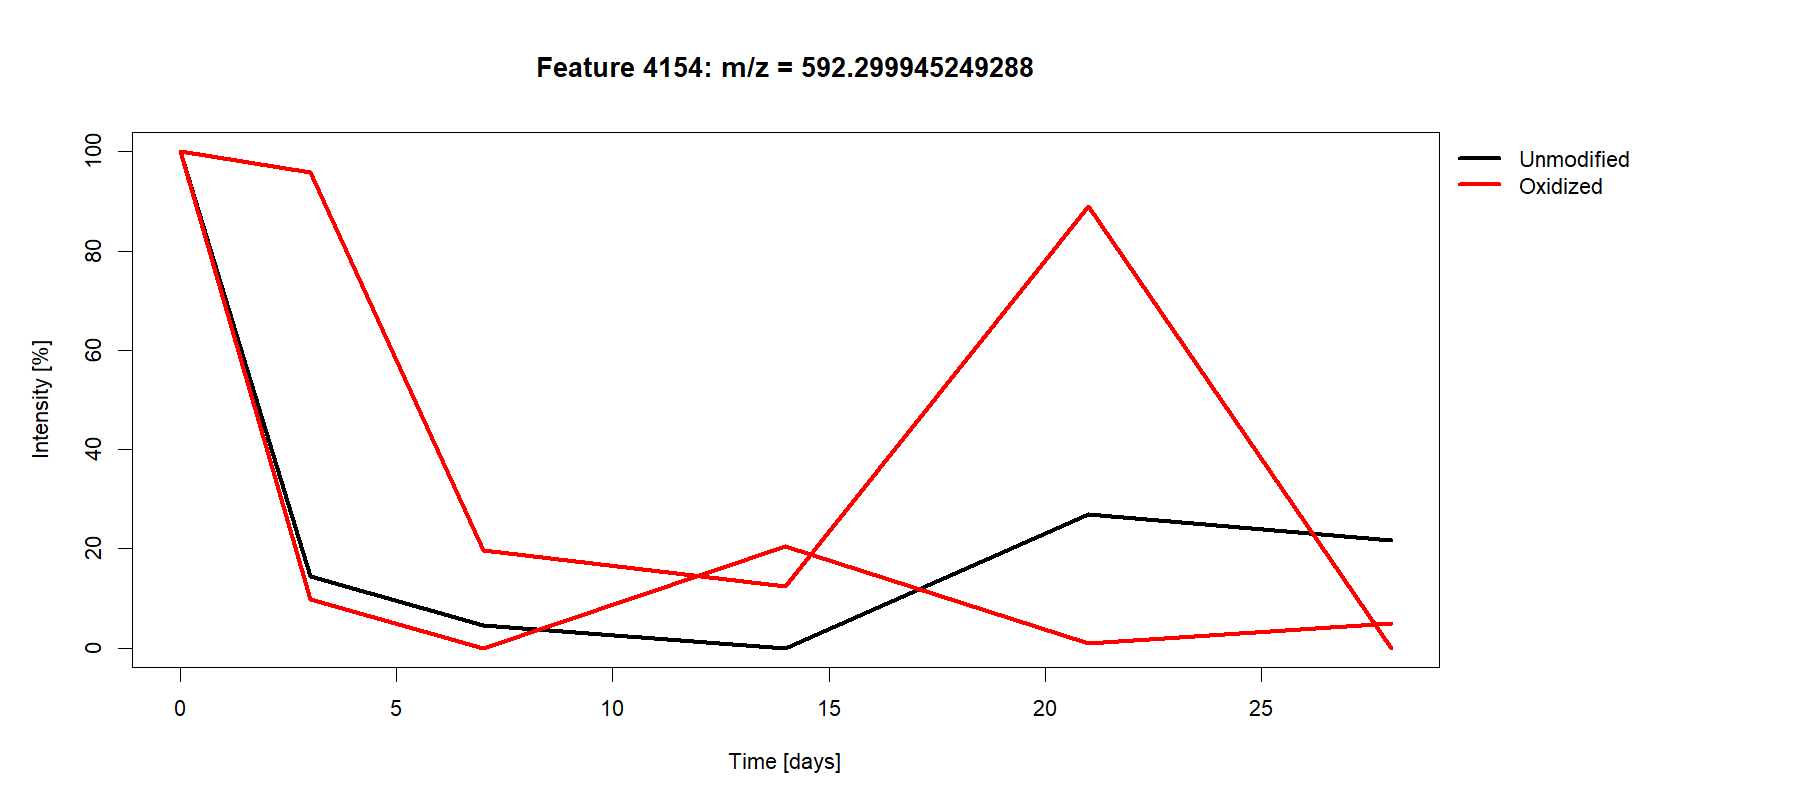 Feature 4154: m/z = 592.299945249288
Unmodified
Oxidized
Intensity [%]
100
80
60
40
20
0
0 5 10 15 20 25
Time [days]